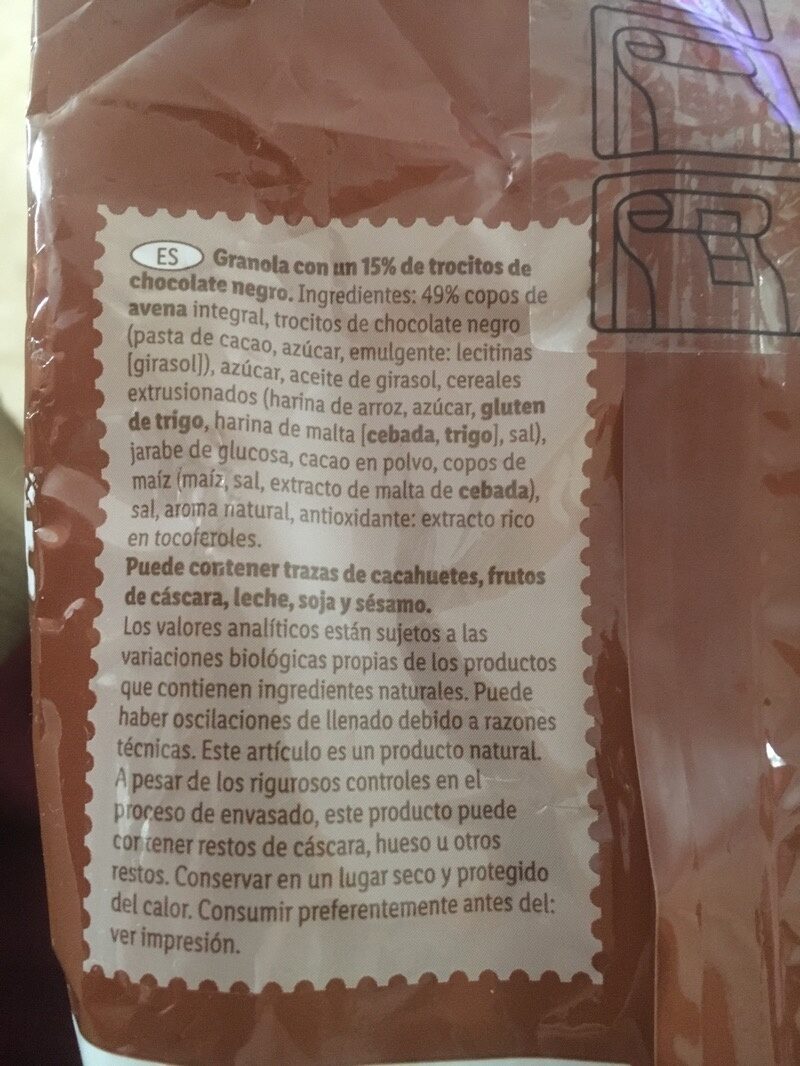 ES Granola con un 15% de trocitos de
chocolate negro. Ingredientes: 49% copos de
avena integral, trocitos de chocolate negro
(pasta de cacao, azúcar, emulgente: lecitinas
[girasol]), azúcar, aceite de girasol, cereales
extrusionados (harina de arroz, azúcar, gluten
de trigo, harina de malta [cebada, trigo], sal),
jarabe de glucosa, cacao en polvo, copos de
maíz (maíz, sal, extracto de malta de cebada),
sal, aroma natural, antioxidante: extracto rico
en tocoferoles.
Puede contener trazas de cacahuetes, frutos
de cáscara, leche, soja y sésamo.
Los valores analíticos están sujetos a las
variaciones biológicas propias de los productos
que contienen ingredientes naturales. Puede
haber oscilaciones de llenado debido a razones
técnicas. Este artículo es un producto natural.
A pesar de los rigurosos controles en el
proceso de envasado, este producto puede
contener restos de cáscara, hueso u otros
restos. Conservar en un lugar seco y protegido
del calor. Consumir preferentemente antes del:
ver impresión.